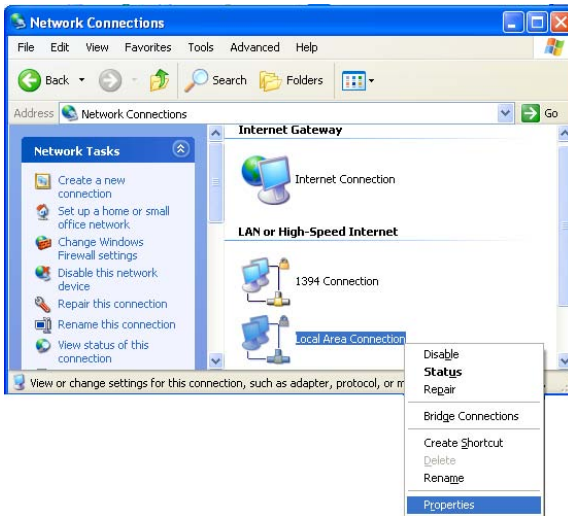 Network Connections
File Edit View Favorites Tools Advanced Help
Back Search Folders
Address Network Connections Go
Network Tasks
Create a new
connection
Set up a home or small
office network
Change Windows
Firewall settings
Disable this network
device
Repair this connection
Rename this connection
View status of this
connection
Internet Gateway
Internet Connection
LAN or High-Speed Internet
1394 Connection
Local Area Connection
Disable
Status
Repair
Bridge Connections
Create Shortcut
Delete
Rename
Properties
View or change settings for this connection, such as adapter, protocol, or